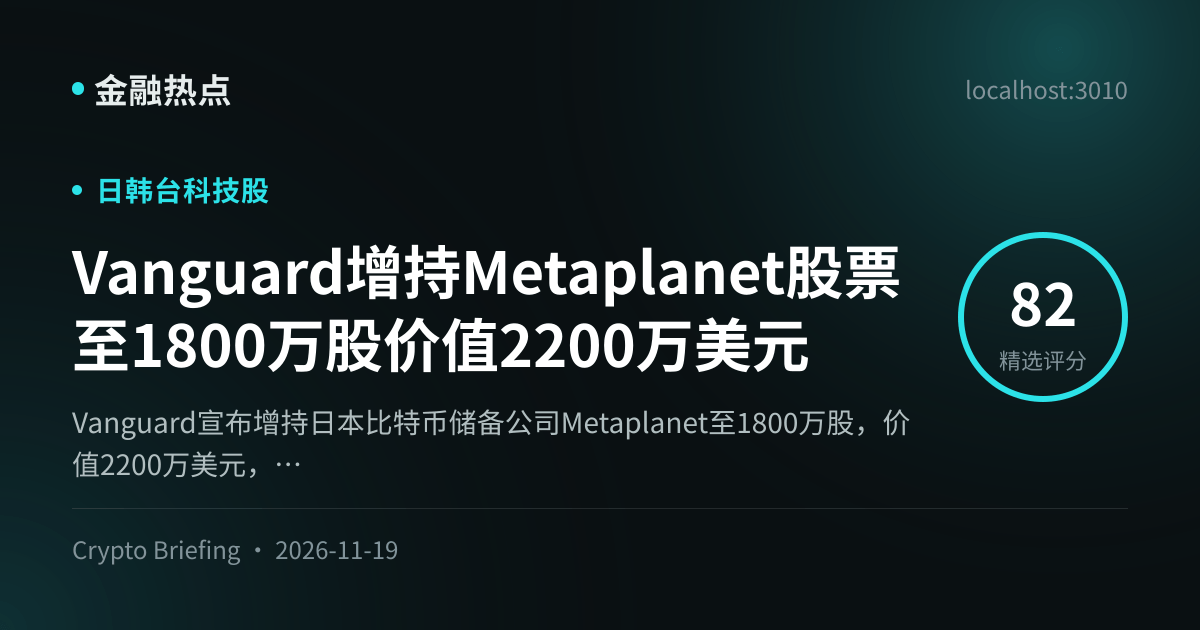 金融热点
localhost:3010
日韩台科技股
Vanguard增持Metaplanet股票
至1800万股价值2200万美元
82
精选评分
Vanguard宣布增持日本比特币储备公司Metaplanet至1800万股，价
值2200万美元，…
Crypto Briefing · 2026-11-19